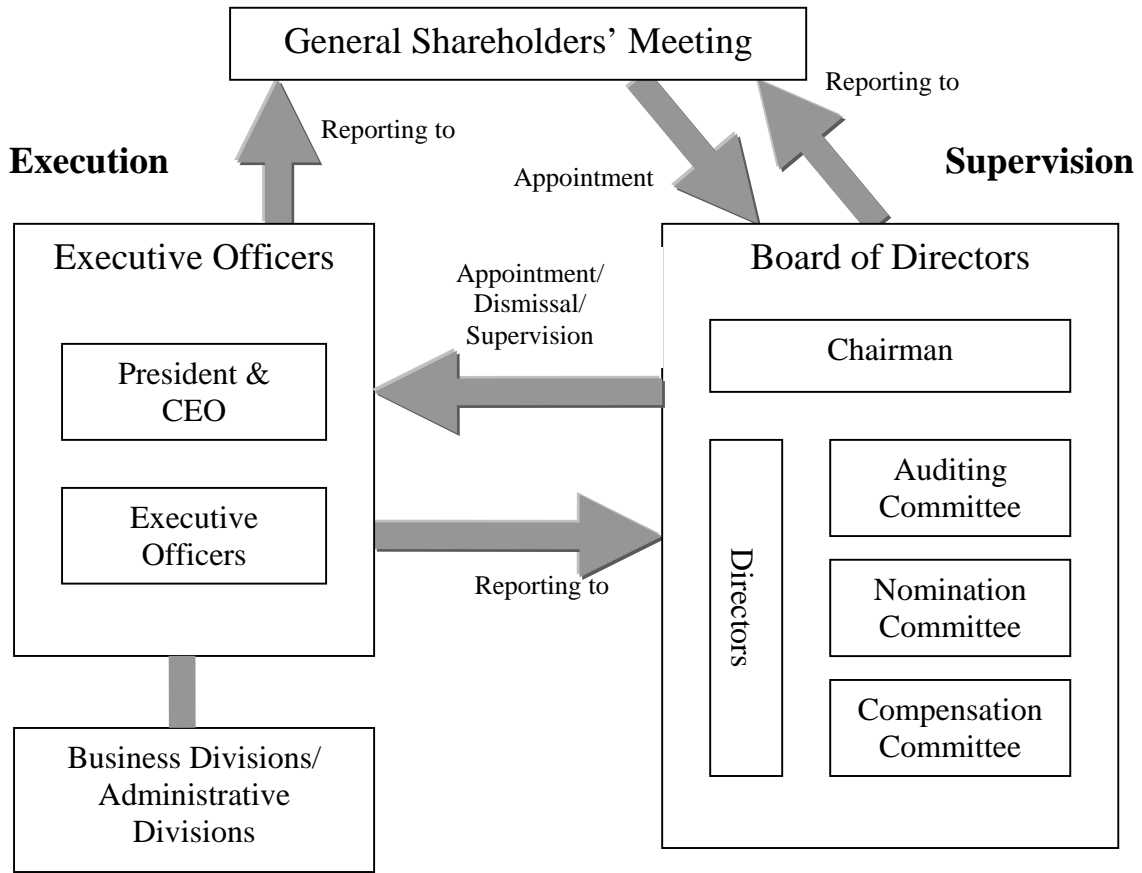 General Shareholders’ Meeting
Reporting to
Reporting to
Execution
Supervision
Appointment
Executive Officers
Board of Directors
Appointment/
Dismissal/
Supervision
Chairman
President &
CEO
Auditing
Committee
Executive
Officers
Directors
Reporting to
Nomination
Committee
Compensation
Committee
Business Divisions/
Administrative
Divisions